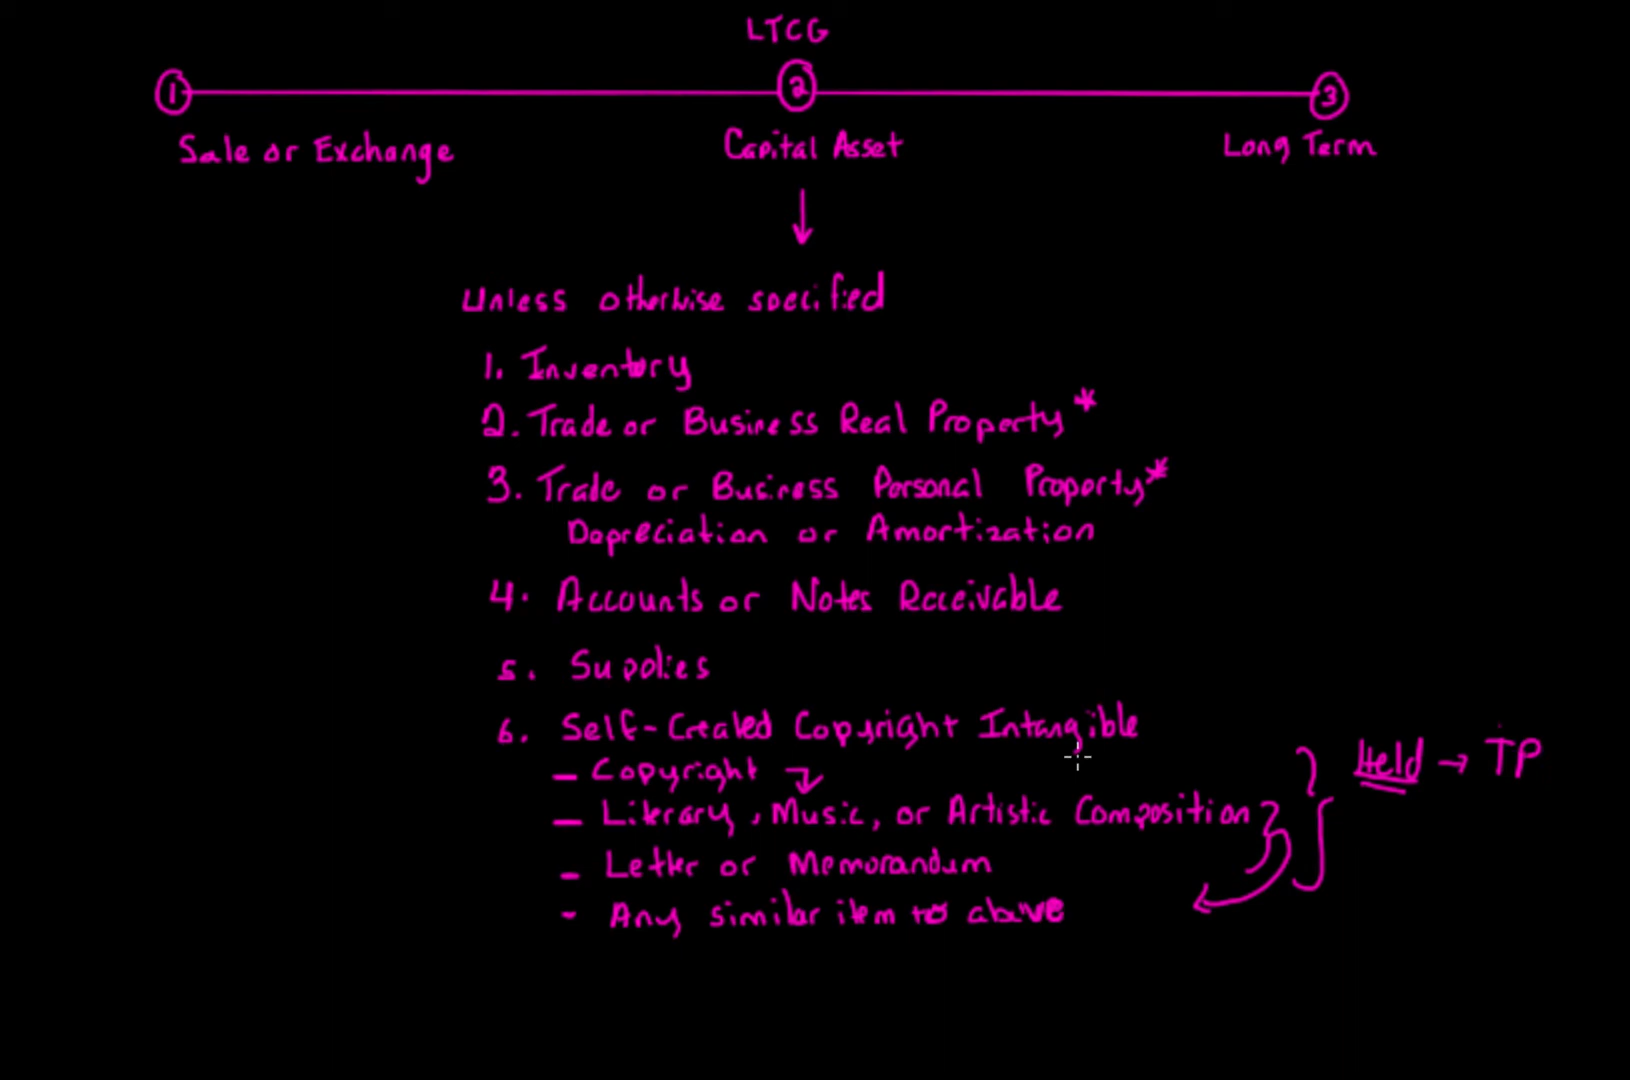 LTCG
1 2 3
Sale or Exchange Capital Asset Long Term
Unless otherwise specified
1. Inventory
2. Trade or Business Real Property*
3. Trade or Business Personal Property*
Depreciation or Amortization
4. Accounts or Notes Receivable
5. Supplies
6. Self-Created Copyright Intangible
- Copyright
Held → TP
- Literary, Music, or Artistic Composition
- Letter or Memorandum
- Any similar item to above